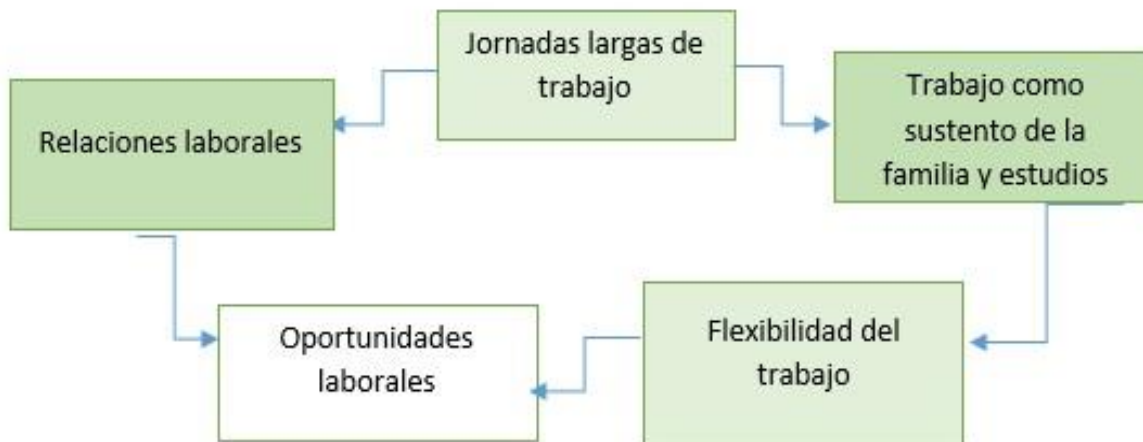 Jornadas largas de
trabajo
Relaciones laborales
Trabajo como
sustento de la
familia y estudios
Oportunidades
laborales
Flexibilidad del
trabajo